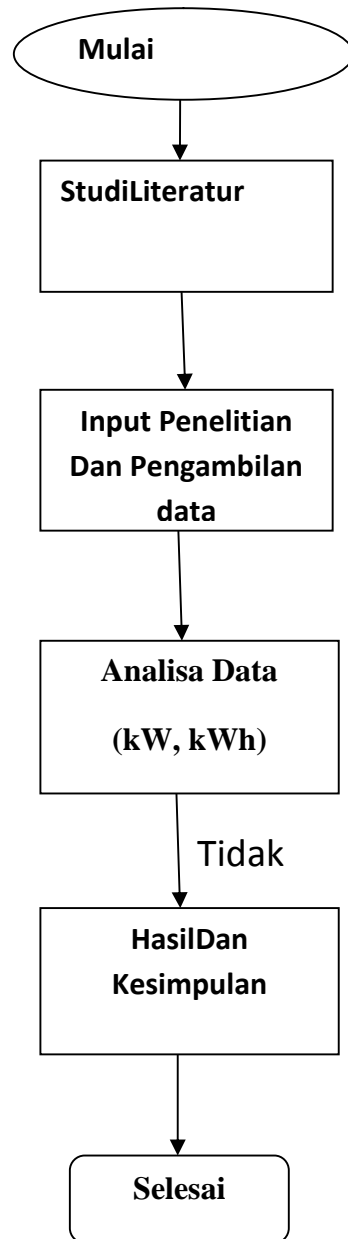 Mulai
StudiLiteratur
Input Penelitian
Dan Pengambilan
data
Analisa Data
(kW, kWh)
Tidak
HasilDan
Kesimpulan
Selesai